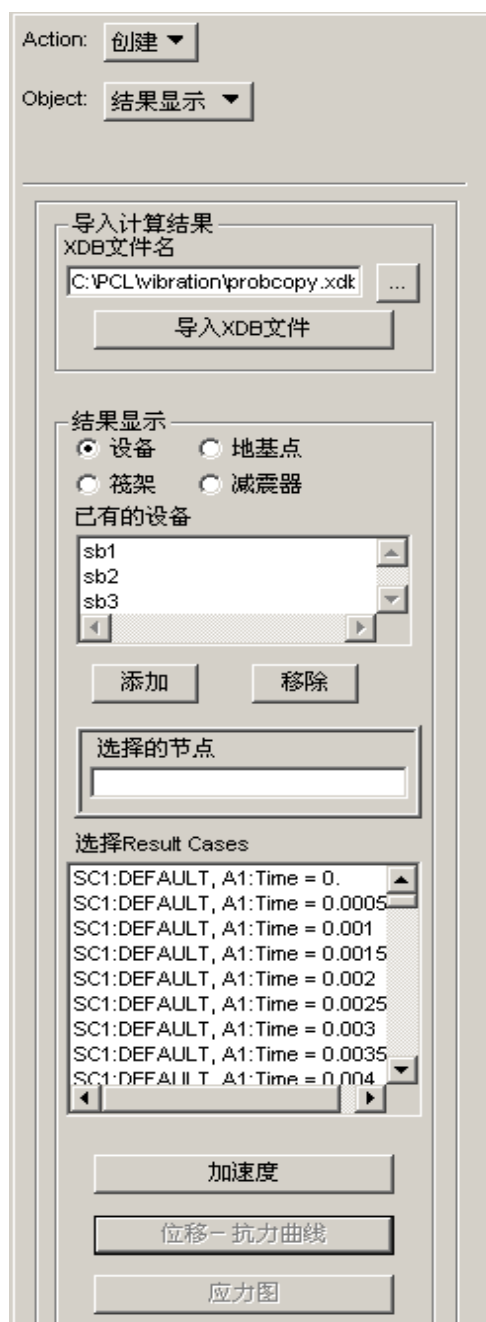 Action: 创建
Object: 结果显示
导入计算结果
XDB文件名
C:\PCL\vibration\probcopy.xdb
...
导入XDB文件
结果显示
设备 地基点
筏架 减震器
已有的设备
sb1
sb2
sb3
添加 移除
选择的节点
选择Result Cases
SC1:DEFAULT, A1:Time = 0.
SC1:DEFAULT, A1:Time = 0.0005
SC1:DEFAULT, A1:Time = 0.001
SC1:DEFAULT, A1:Time = 0.0015
SC1:DEFAULT, A1:Time = 0.002
SC1:DEFAULT, A1:Time = 0.0025
SC1:DEFAULT, A1:Time = 0.003
SC1:DEFAULT, A1:Time = 0.0035
SC1:DEFAULT, A1:Time = 0.004
加速度
位移-抗力曲线
应力图